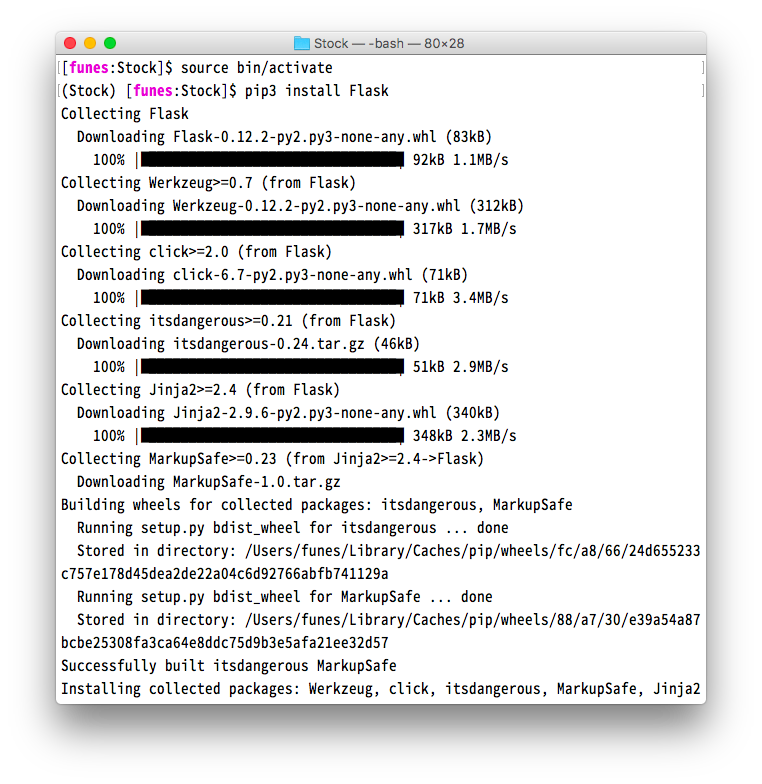 Stock — -bash — 80×28
[funes:Stock]$ source bin/activate
(Stock) [funes:Stock]$ pip3 install Flask
Collecting Flask
  Downloading Flask-0.12.2-py2.py3-none-any.whl (83kB)
    100% |████████████████████████████████| 92kB 1.1MB/s
Collecting Werkzeug>=0.7 (from Flask)
  Downloading Werkzeug-0.12.2-py2.py3-none-any.whl (312kB)
    100% |████████████████████████████████| 317kB 1.7MB/s
Collecting click>=2.0 (from Flask)
  Downloading click-6.7-py2.py3-none-any.whl (71kB)
    100% |████████████████████████████████| 71kB 3.4MB/s
Collecting itsdangerous>=0.21 (from Flask)
  Downloading itsdangerous-0.24.tar.gz (46kB)
    100% |████████████████████████████████| 51kB 2.9MB/s
Collecting Jinja2>=2.4 (from Flask)
  Downloading Jinja2-2.9.6-py2.py3-none-any.whl (340kB)
    100% |████████████████████████████████| 348kB 2.3MB/s
Collecting MarkupSafe>=0.23 (from Jinja2>=2.4->Flask)
  Downloading MarkupSafe-1.0.tar.gz
Building wheels for collected packages: itsdangerous, MarkupSafe
  Running setup.py bdist_wheel for itsdangerous ... done
  Stored in directory: /Users/funes/Library/Caches/pip/wheels/fc/a8/66/24d655233
c757e178d45dea2de22a04c6d92766abfb741129a
  Running setup.py bdist_wheel for MarkupSafe ... done
  Stored in directory: /Users/funes/Library/Caches/pip/wheels/88/a7/30/e39a54a87
bcbe25308fa3ca64e8ddc75d9b3e5afa21ee32d57
Successfully built itsdangerous MarkupSafe
Installing collected packages: Werkzeug, click, itsdangerous, MarkupSafe, Jinja2